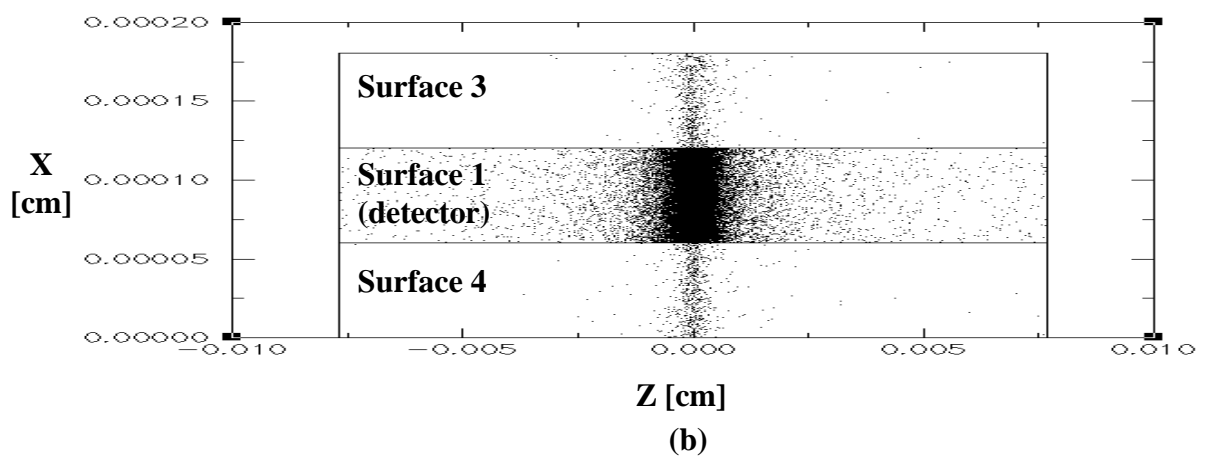 0.00020
Surface 3
0.00015
X
[cm]
0.00010
Surface 1
(detector)
0.00005
Surface 4
0.00000
-0.010
-0.005
0.000
0.005
0.010
Z [cm]
(b)